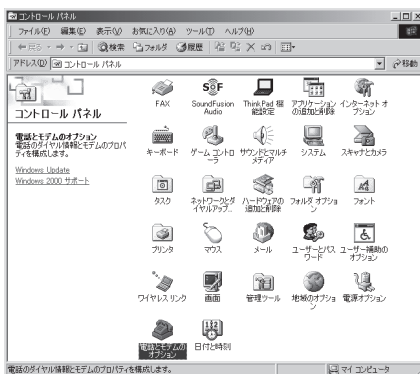 コントロール パネル
ファイル(F) 編集(E) 表示(V) お気に入り(A) ツール(T) ヘルプ(H)
戻る 検索 フォルダ 履歴
アドレス(D) コントロール パネル 移動
コントロール パネル
電話とモデムのオプション
電話のダイヤル情報とモデムのプロパティを構成します。
Windows Update
Windows 2000 サポート
FAX
SoundFusion Audio
ThinkPad 機能設定
アプリケーションの追加と削除
インターネット オプション
キーボード
ゲーム コントローラ
サウンドとマルチメディア
システム
スキャナとカメラ
タスク
ネットワークとダイヤルアップ...
ハードウェアの追加と削除
フォルダ オプション
フォント
プリンタ
マウス
メール
ユーザーとパスワード
ユーザー補助のオプション
ワイヤレス リンク
画面
管理ツール
地域のオプション
電源オプション
電話とモデムのオプション
日付と時刻
電話のダイヤル情報とモデムのプロパティを構成します。 マイ コンピュータ